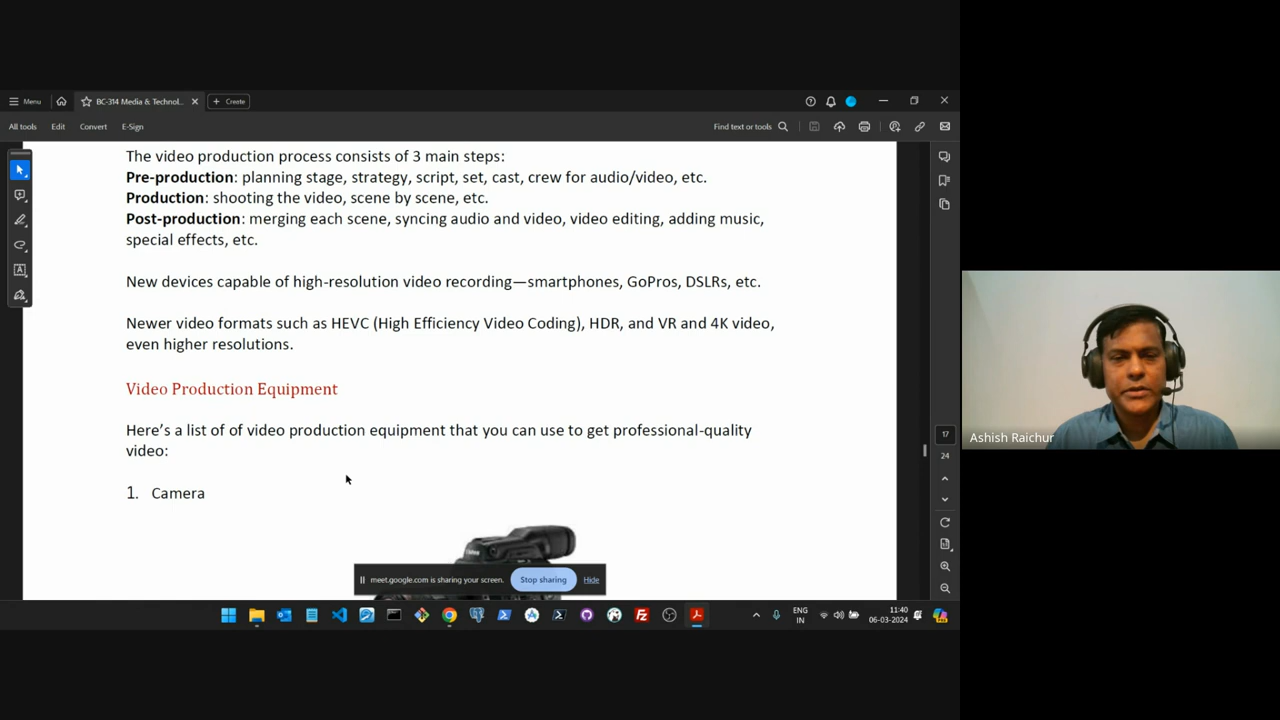 Menu
BC-314 Media & Technol...
Create
All tools
Edit
Convert
E-Sign
Find text or tools
The video production process consists of 3 main steps:
Pre-production: planning stage, strategy, script, set, cast, crew for audio/video, etc.
Production: shooting the video, scene by scene, etc.
Post-production: merging each scene, syncing audio and video, video editing, adding music,
special effects, etc.
New devices capable of high-resolution video recording—smartphones, GoPros, DSLRs, etc.
Newer video formats such as HEVC (High Efficiency Video Coding), HDR, and VR and 4K video,
even higher resolutions.
Video Production Equipment
Here's a list of of video production equipment that you can use to get professional-quality
video:
1. Camera
17
24
Ashish Raichur
meet.google.com is sharing your screen.
Stop sharing
Hide
ENG
IN
11:40
06-03-2024